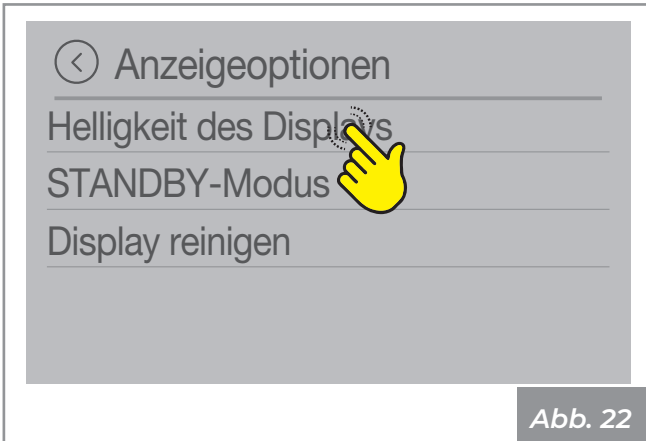 Anzeigeoptionen
Helligkeit des Displays
STANDBY-Modus
Display reinigen
Abb. 22